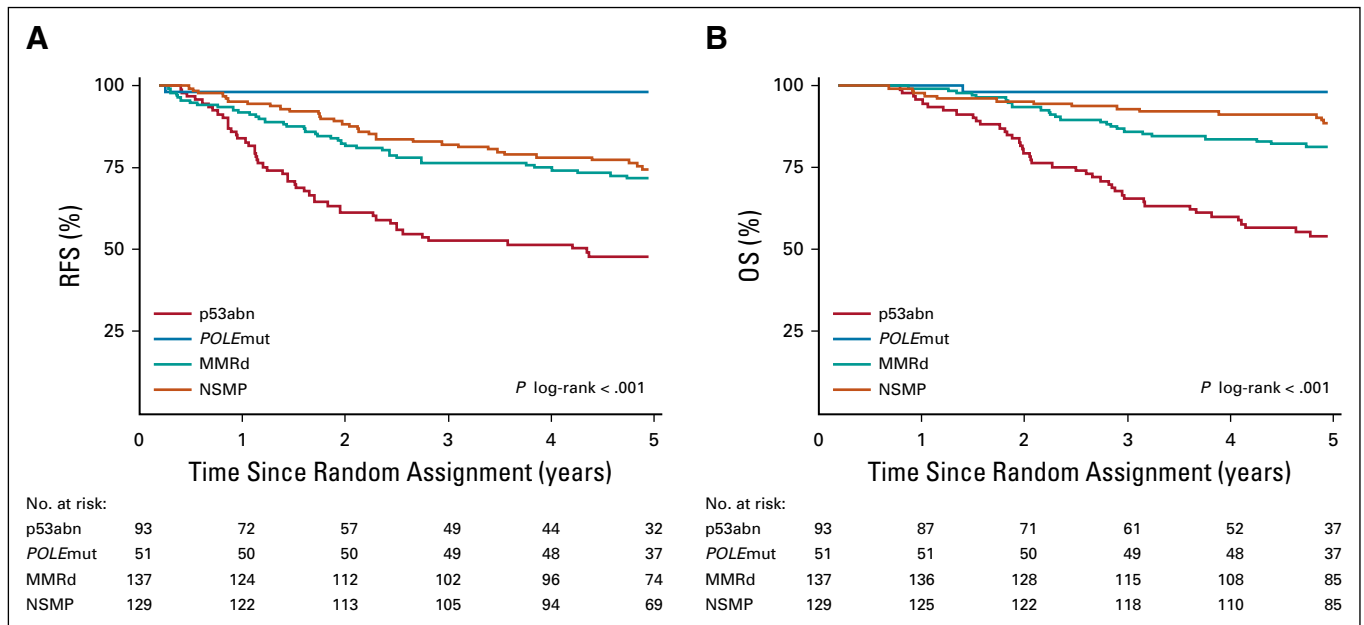 A
100
75
50
25
RFS (%)
p53abn
POLEmut
MMRd
NSMP
P log-rank < .001
0 1 2 3 4 5
Time Since Random Assignment (years)
No. at risk:
p53abn 93 72 57 49 44 32
POLEmut 51 50 50 49 48 37
MMRd 137 124 112 102 96 74
NSMP 129 122 113 105 94 69
B
100
75
50
25
OS (%)
p53abn
POLEmut
MMRd
NSMP
P log-rank < .001
0 1 2 3 4 5
Time Since Random Assignment (years)
No. at risk:
p53abn 93 87 71 61 52 37
POLEmut 51 51 50 49 48 37
MMRd 137 136 128 115 108 85
NSMP 129 125 122 118 110 85